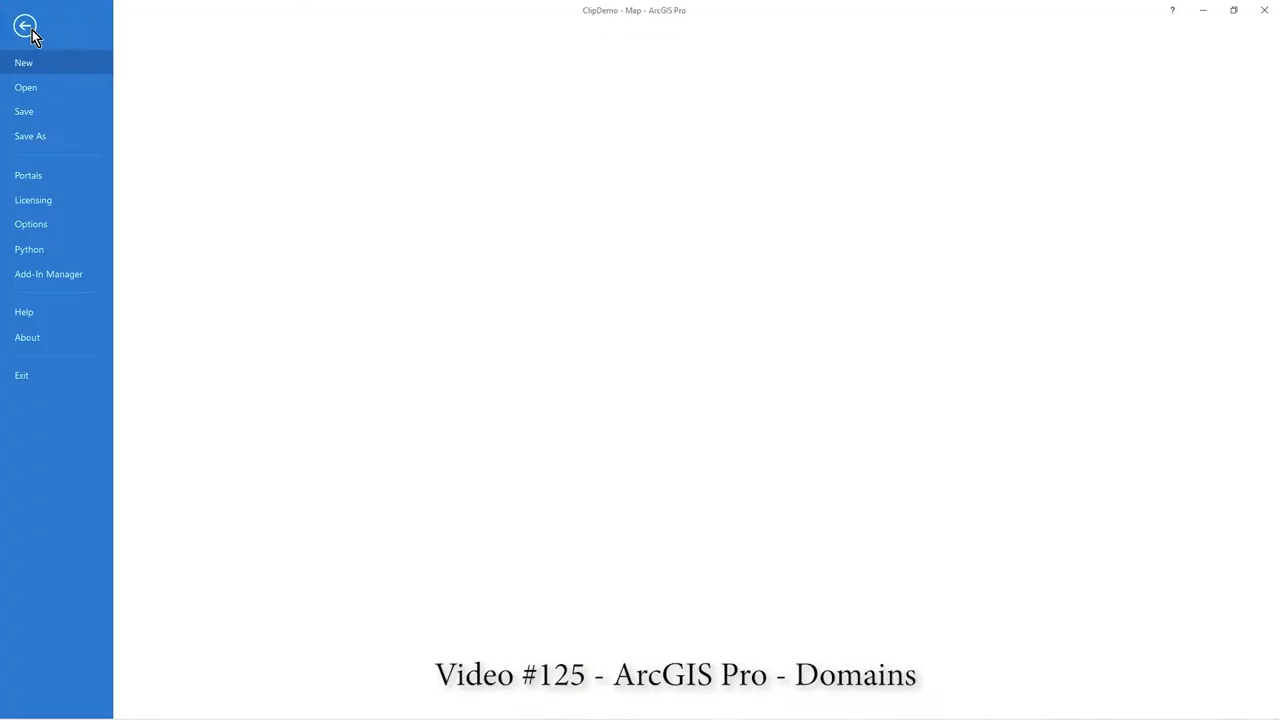 ClipDemo - Map - ArcGIS Pro
?
New
Open
Save
Save As
Portals
Licensing
Options
Python
Add-In Manager
Help
About
Exit
Video #125 - ArcGIS Pro - Domains